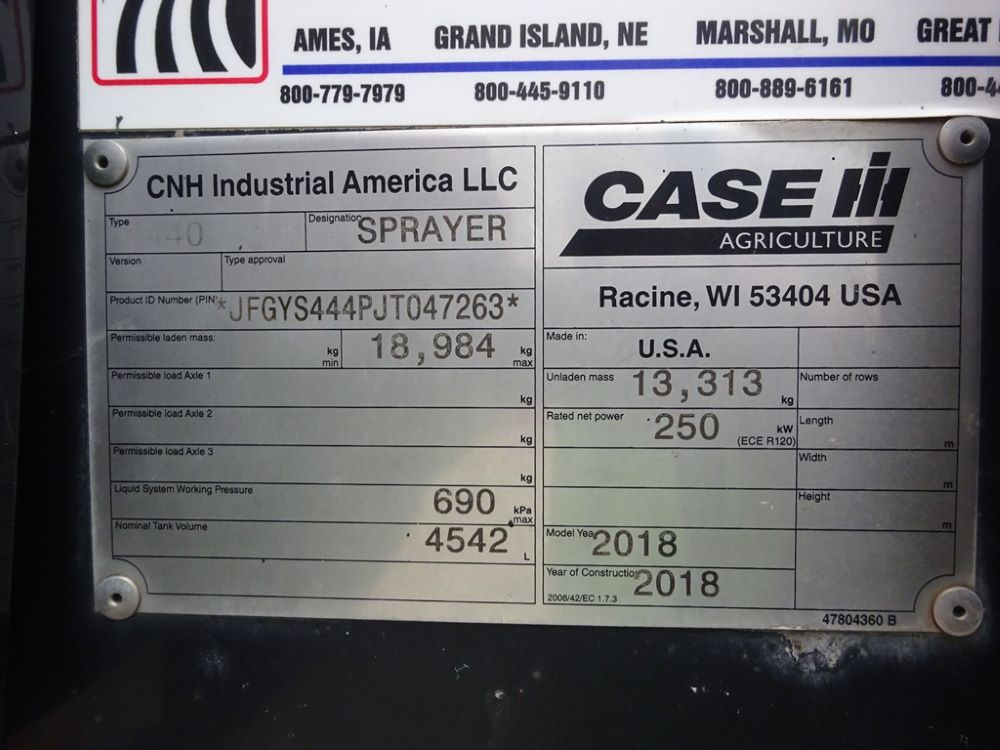 AMES, IA GRAND ISLAND, NE MARSHALL, MO GREAT
800-779-7979 800-445-9110 800-889-6161 800-44
CNH Industrial America LLC
Type
Designation SPRAYER
Version Type approval
Product ID Number (PIN) *JFGYS444PJT047263*
Permissible laden mass: kg min 18,984 kg max
Permissible load Axle 1 kg
Permissible load Axle 2 kg
Permissible load Axle 3 kg
Liquid System Working Pressure 690 kPa max
Nominal Tank Volume 4542 L
CASE IH
AGRICULTURE
Racine, WI 53404 USA
Made in: U.S.A.
Unladen mass 13,313 kg Number of rows
Rated net power 250 kW (ECE R120) Length m
Width m
Height m
Model Year 2018
Year of Construction 2018
2006/42/EC 1.7.3
47804360 B